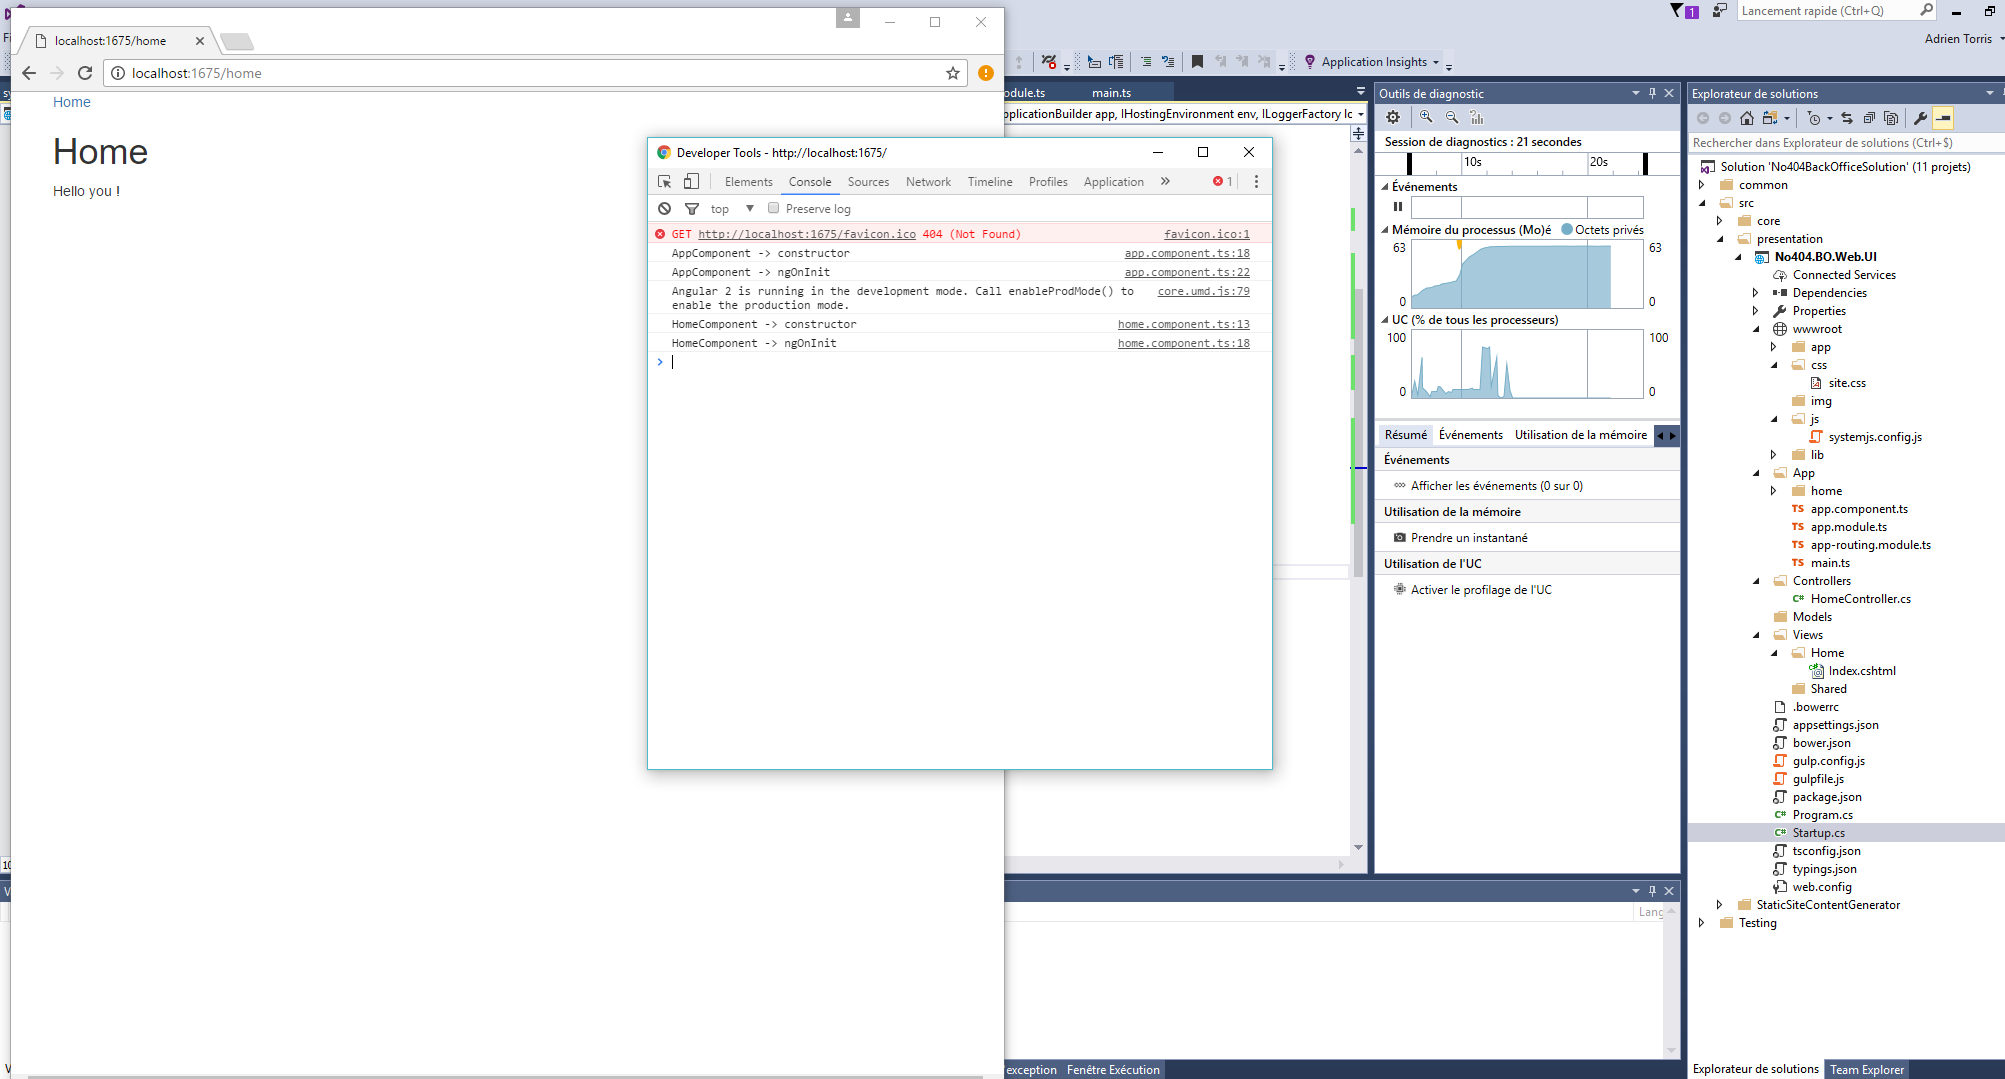 localhost:1675/home
localhost:1675/home
Home
Home
Hello you !
1
Lancement rapide (Ctrl+Q)
Adrien Torris
Application Insights
odule.ts
main.ts
pplicationBuilder app, IHostingEnvironment env, ILoggerFactory lc
Developer Tools - http://localhost:1675/
Elements Console Sources Network Timeline Profiles Application » 1
top Preserve log
GET http://localhost:1675/favicon.ico 404 (Not Found) favicon.ico:1
AppComponent -> constructor app.component.ts:18
AppComponent -> ngOnInit app.component.ts:22
Angular 2 is running in the development mode. Call enableProdMode() to core.umd.js:79
enable the production mode.
HomeComponent -> constructor home.component.ts:13
HomeComponent -> ngOnInit home.component.ts:18
>
Outils de diagnostic
Session de diagnostics : 21 secondes
10s 20s
Événements
Mémoire du processus (Mo)é Octets privés
63 63
0 0
UC (% de tous les processeurs)
100 100
0 0
Résumé Événements Utilisation de la mémoire
Événements
Afficher les événements (0 sur 0)
Utilisation de la mémoire
Prendre un instantané
Utilisation de l'UC
Activer le profilage de l'UC
Explorateur de solutions
Rechercher dans Explorateur de solutions (Ctrl+$)
Solution 'No404BackOfficeSolution' (11 projets)
common
src
core
presentation
No404.BO.Web.UI
Connected Services
Dependencies
Properties
wwwroot
app
css
site.css
img
js
systemjs.config.js
lib
App
home
TS app.component.ts
TS app.module.ts
TS app-routing.module.ts
TS main.ts
Controllers
C# HomeController.cs
Models
Views
Home
Index.cshtml
Shared
.bowerrc
appsettings.json
bower.json
gulp.config.js
gulpfile.js
package.json
C# Program.cs
C# Startup.cs
tsconfig.json
typings.json
web.config
StaticSiteContentGenerator
Testing
Lang
'exception Fenêtre Exécution
Explorateur de solutions Team Explorer